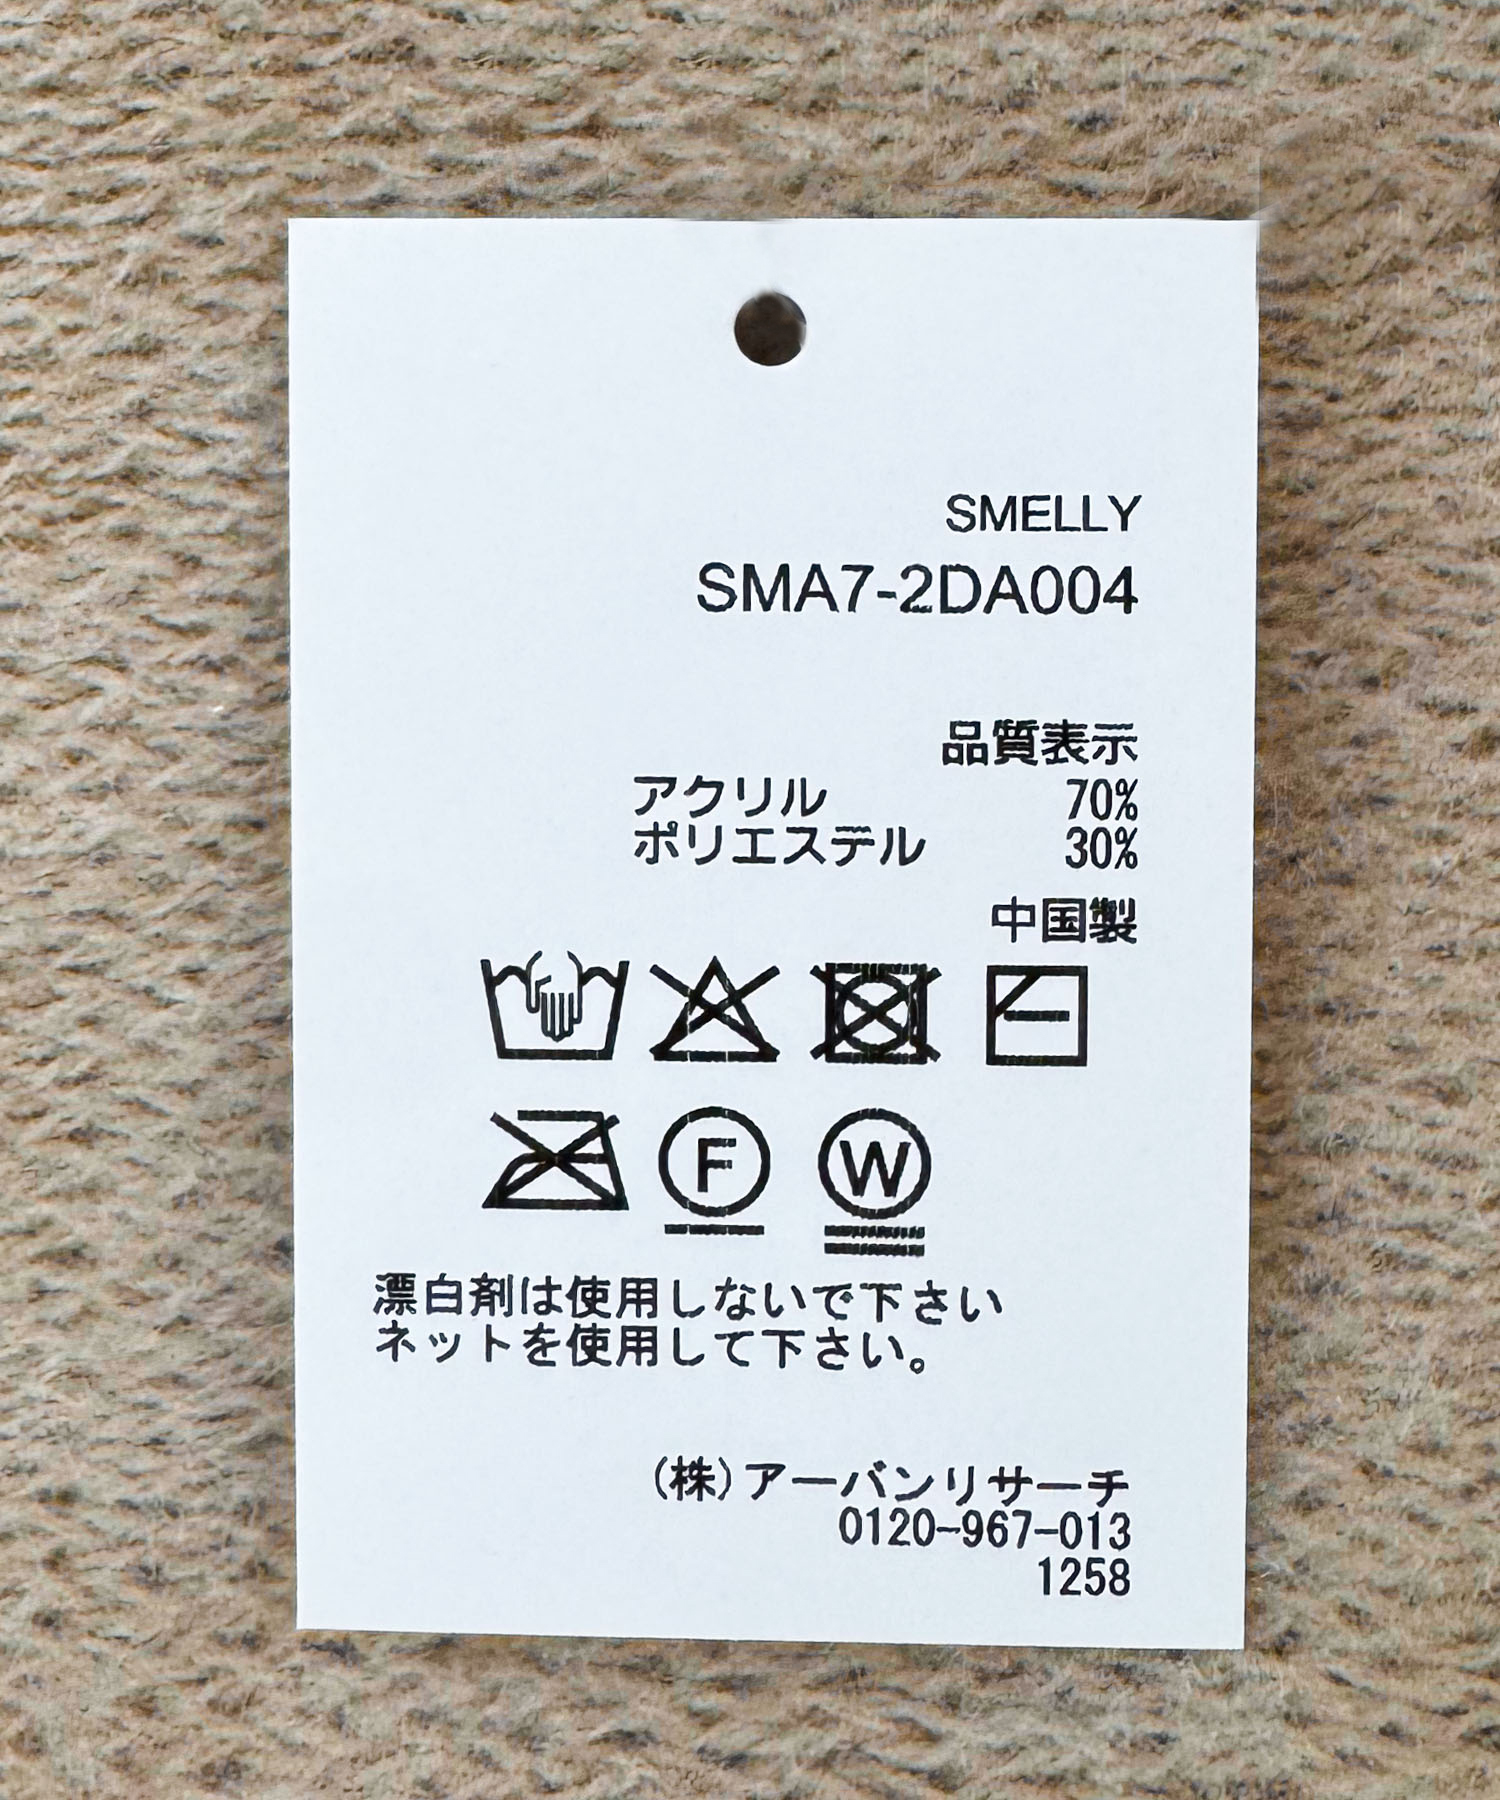 SMELLY
SMA7-2DA004
品質表示
アクリル 70%
ポリエステル 30%
中国製
F W
漂白剤は使用しないで下さい
ネットを使用して下さい。
(株)アーバンリサーチ
0120-967-013
1258